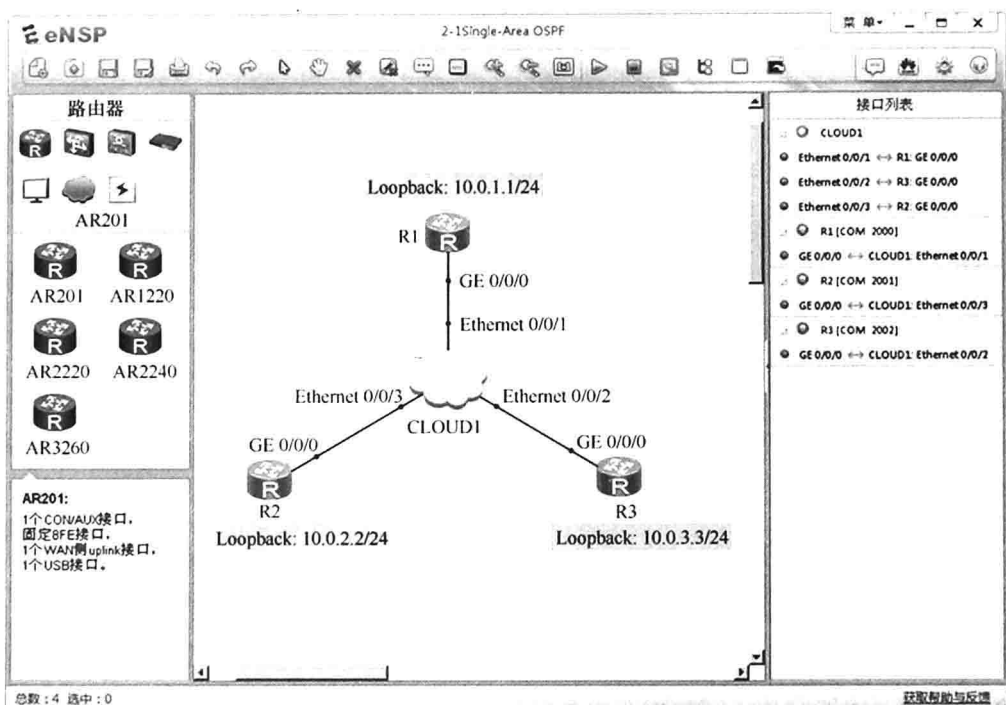 eNSP
2-1Single-Area OSPF
菜 单
路由器
AR201
AR201
AR1220
AR2220
AR2240
AR3260
AR201:
1个CON/AUX接口，
固定8FE接口，
1个WAN侧uplink接口，
1个USB接口。
Loopback: 10.0.1.1/24
R1
GE 0/0/0
Ethernet 0/0/1
Ethernet 0/0/3
Ethernet 0/0/2
CLOUD1
GE 0/0/0
GE 0/0/0
R2
R3
Loopback: 10.0.2.2/24
Loopback: 10.0.3.3/24
接口列表
CLOUD1
Ethernet 0/0/1 ↔ R1: GE 0/0/0
Ethernet 0/0/2 ↔ R3: GE 0/0/0
Ethernet 0/0/3 ↔ R2: GE 0/0/0
R1 [COM 2000]
GE 0/0/0 ↔ CLOUD1: Ethernet 0/0/1
R2 [COM 2001]
GE 0/0/0 ↔ CLOUD1: Ethernet 0/0/3
R3 [COM 2002]
GE 0/0/0 ↔ CLOUD1: Ethernet 0/0/2
总数：4 选中：0
获取帮助与反馈